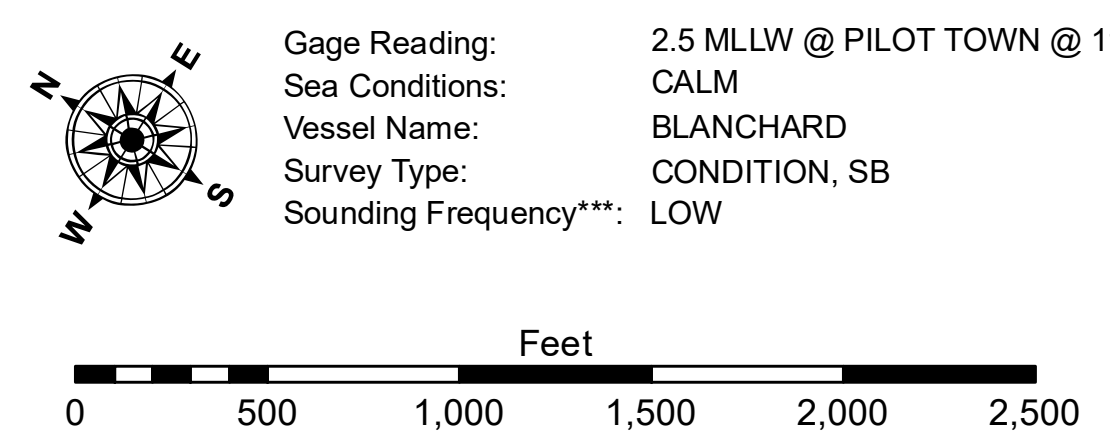 N
E
S
W
Gage Reading: 2.5 MLLW @ PILOT TOWN @ 1
Sea Conditions: CALM
Vessel Name: BLANCHARD
Survey Type: CONDITION, SB
Sounding Frequency***: LOW
Feet
0 500 1,000 1,500 2,000 2,500